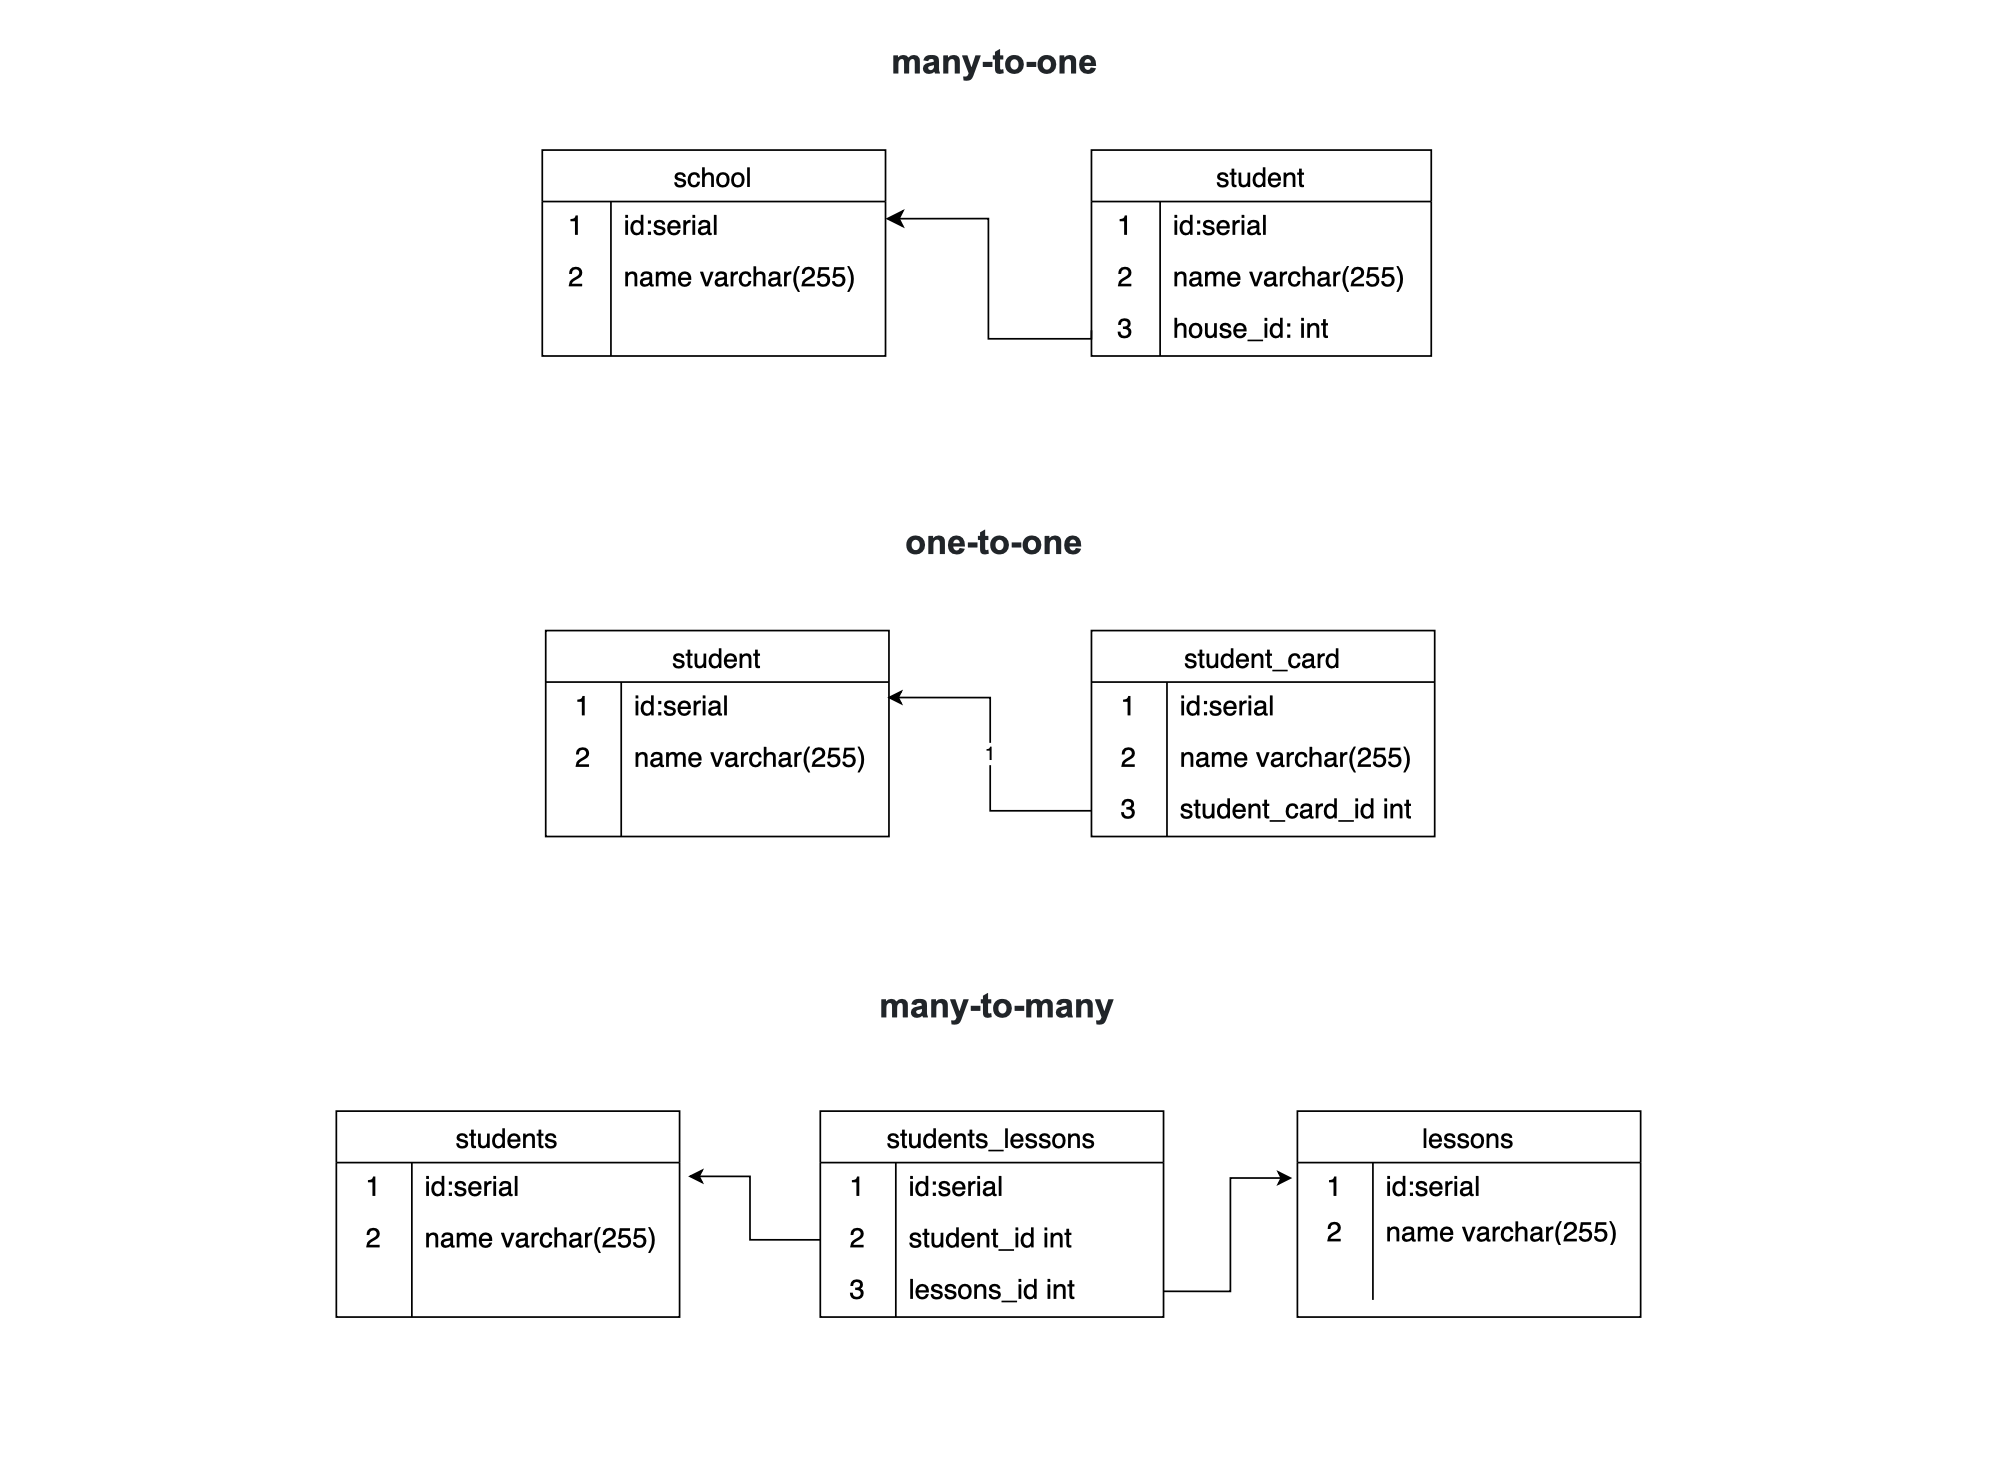 many-to-one
school
1 id:serial
2 name varchar(255)
student
1 id:serial
2 name varchar(255)
3 house_id: int
one-to-one
student
1 id:serial
2 name varchar(255)
1
student_card
1 id:serial
2 name varchar(255)
3 student_card_id int
many-to-many
students
1 id:serial
2 name varchar(255)
students_lessons
1 id:serial
2 student_id int
3 lessons_id int
lessons
1 id:serial
2 name varchar(255)